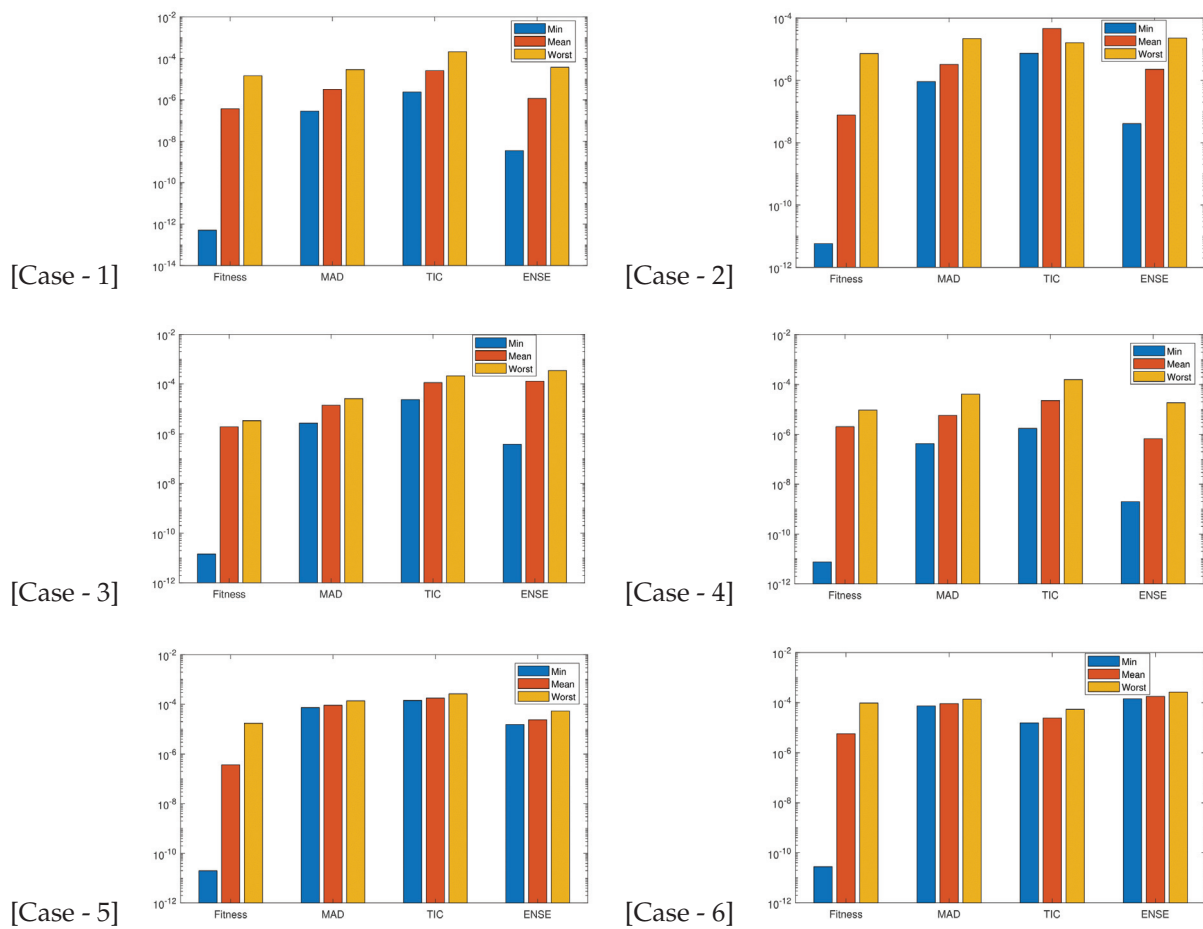 10-2
10-4
10-6
10-8
10-10
10-12
10-14
Fitness MAD TIC ENSE
Min
Mean
Worst
[Case - 1]
10-4
10-6
10-8
10-10
10-12
Fitness MAD TIC ENSE
Min
Mean
Worst
[Case - 2]
10-2
10-4
10-6
10-8
10-10
10-12
Fitness MAD TIC ENSE
Min
Mean
Worst
[Case - 3]
10-2
10-4
10-6
10-8
10-10
10-12
Fitness MAD TIC ENSE
Min
Mean
Worst
[Case - 4]
10-2
10-4
10-6
10-8
10-10
10-12
Fitness MAD TIC ENSE
Min
Mean
Worst
[Case - 5]
10-2
10-4
10-6
10-8
10-10
10-12
Fitness MAD TIC ENSE
Min
Mean
Worst
[Case - 6]